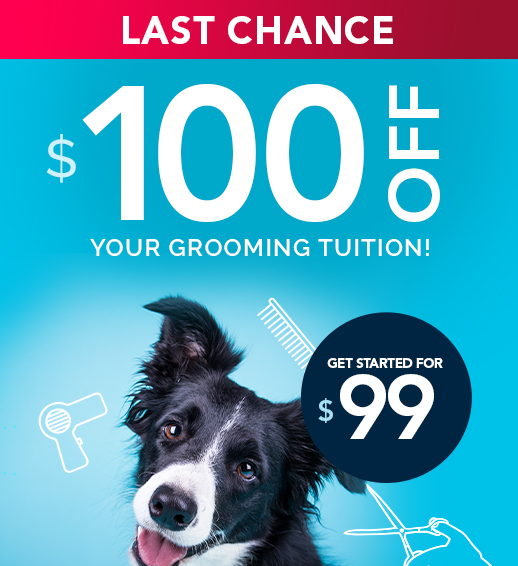 LAST CHANCE
$100 OFF
YOUR GROOMING TUITION!
GET STARTED FOR
$99